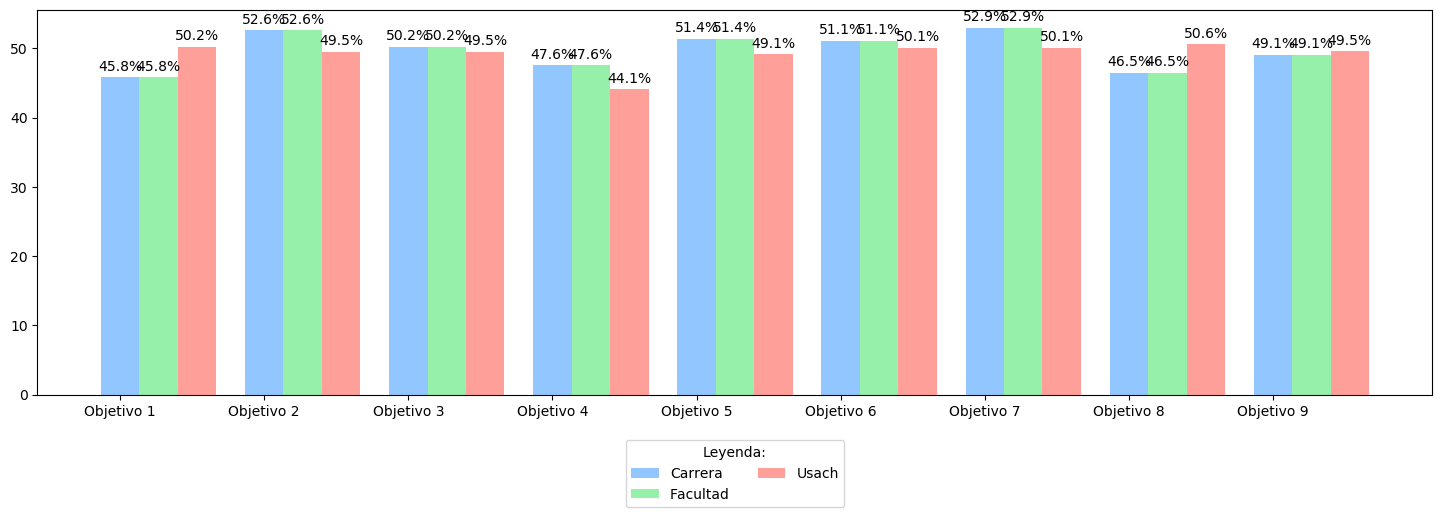 45.8% 45.8% 50.2% 52.6% 52.6% 49.5% 50.2% 50.2% 49.5% 47.6% 47.6% 44.1% 51.4% 51.4% 49.1% 51.1% 51.1% 50.1% 52.9% 52.9% 50.1% 46.5% 46.5% 50.6% 49.1% 49.1% 49.5%
50
40
30
20
10
0
Objetivo 1 Objetivo 2 Objetivo 3 Objetivo 4 Objetivo 5 Objetivo 6 Objetivo 7 Objetivo 8 Objetivo 9
Leyenda:
Carrera Usach
Facultad